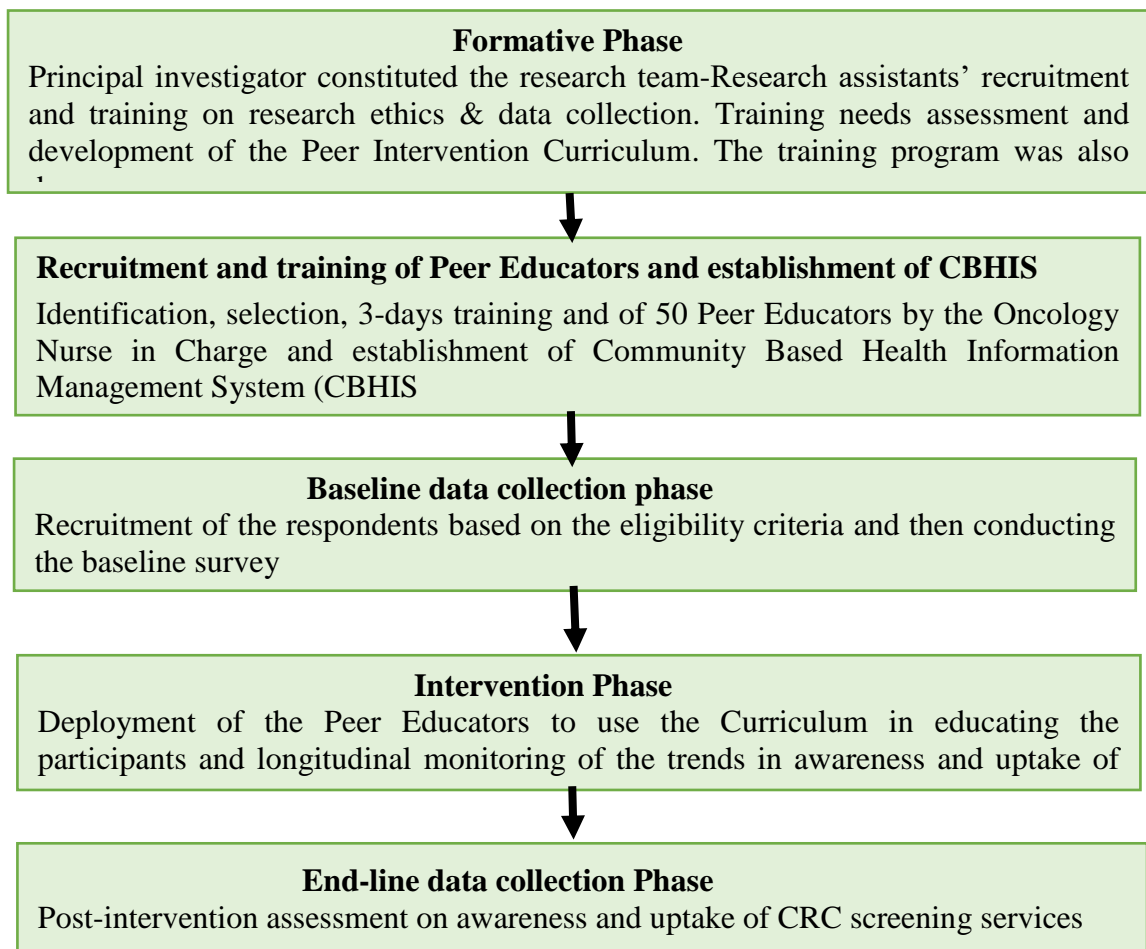 Formative Phase
Principal investigator constituted the research team-Research assistants’ recruitment
and training on research ethics & data collection. Training needs assessment and
development of the Peer Intervention Curriculum. The training program was also
Recruitment and training of Peer Educators and establishment of CBHIS
Identification, selection, 3-days training and of 50 Peer Educators by the Oncology
Nurse in Charge and establishment of Community Based Health Information
Management System (CBHIS
Baseline data collection phase
Recruitment of the respondents based on the eligibility criteria and then conducting
the baseline survey
Intervention Phase
Deployment of the Peer Educators to use the Curriculum in educating the
participants and longitudinal monitoring of the trends in awareness and uptake of
End-line data collection Phase
Post-intervention assessment on awareness and uptake of CRC screening services